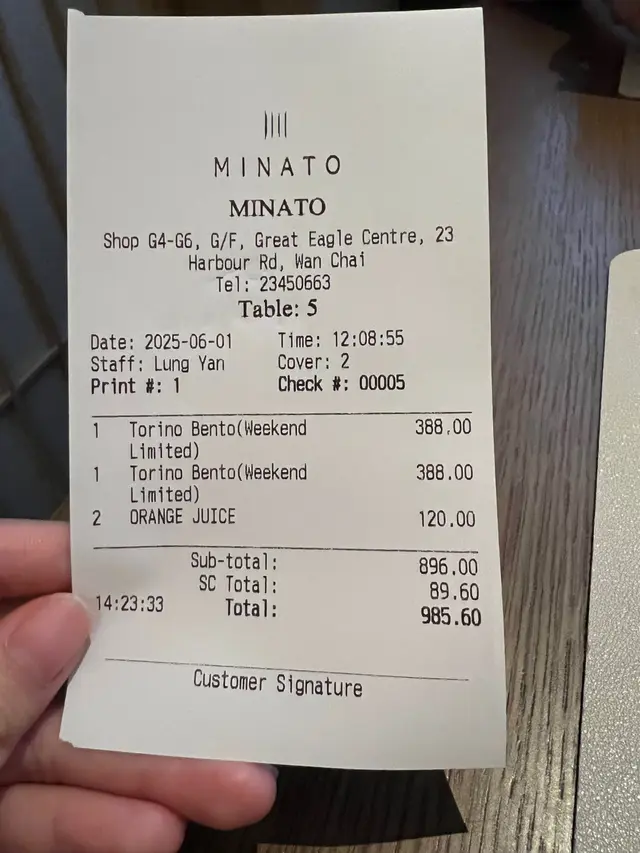 MINATO
MINATO
Shop G4-G6, G/F, Great Eagle Centre, 23
Harbour Rd, Wan Chai
Tel: 23450663
Table: 5
Date: 2025-06-01 Time: 12:08:55
Staff: Lung Yan Cover: 2
Print #: 1 Check #: 00005
1 Torino Bento(Weekend 388.00
Limited)
1 Torino Bento(Weekend 388.00
Limited)
2 ORANGE JUICE 120.00
Sub-total: 896.00
SC Total: 89.60
14:23:33 Total: 985.60
Customer Signature